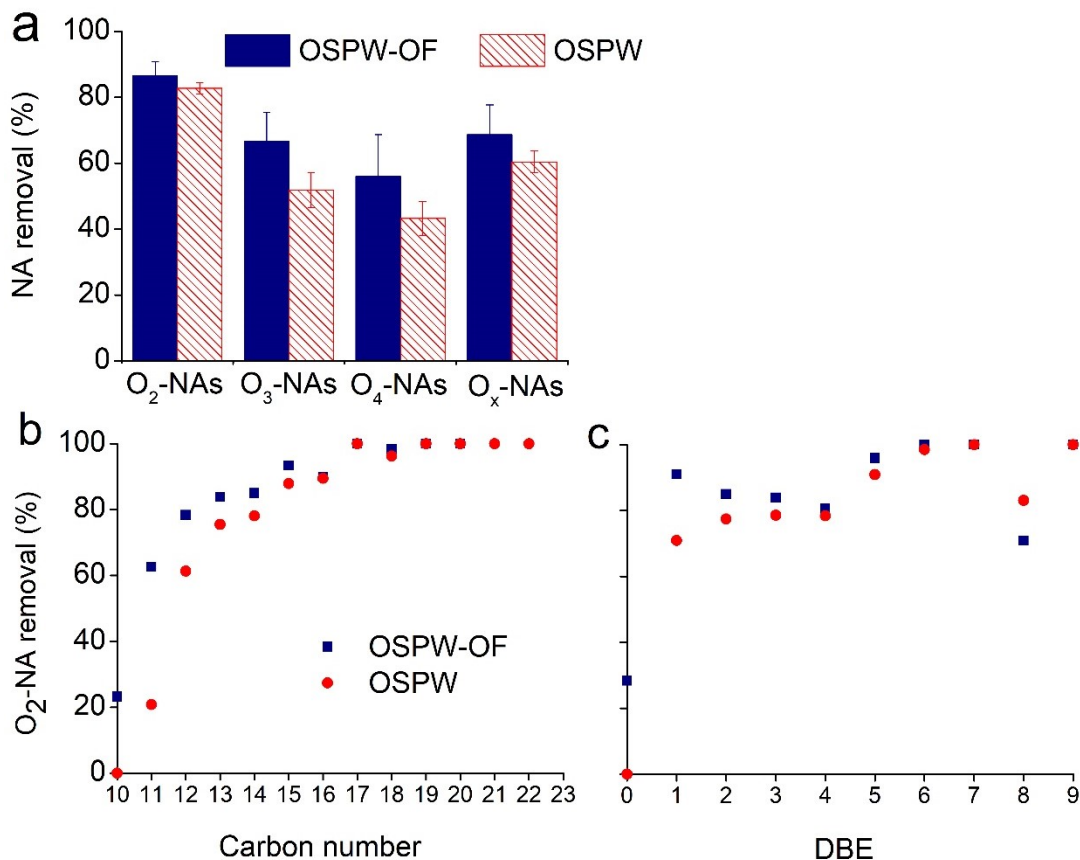 a
OSPW-OF OSPW
NA removal (%)
100
80
60
40
20
0
O₂-NAs O₃-NAs O₄-NAs Oₓ-NAs
b
O₂-NA removal (%)
100
80
60
40
20
0
OSPW-OF
OSPW
10 11 12 13 14 15 16 17 18 19 20 21 22 23
Carbon number
c
0 1 2 3 4 5 6 7 8 9
DBE